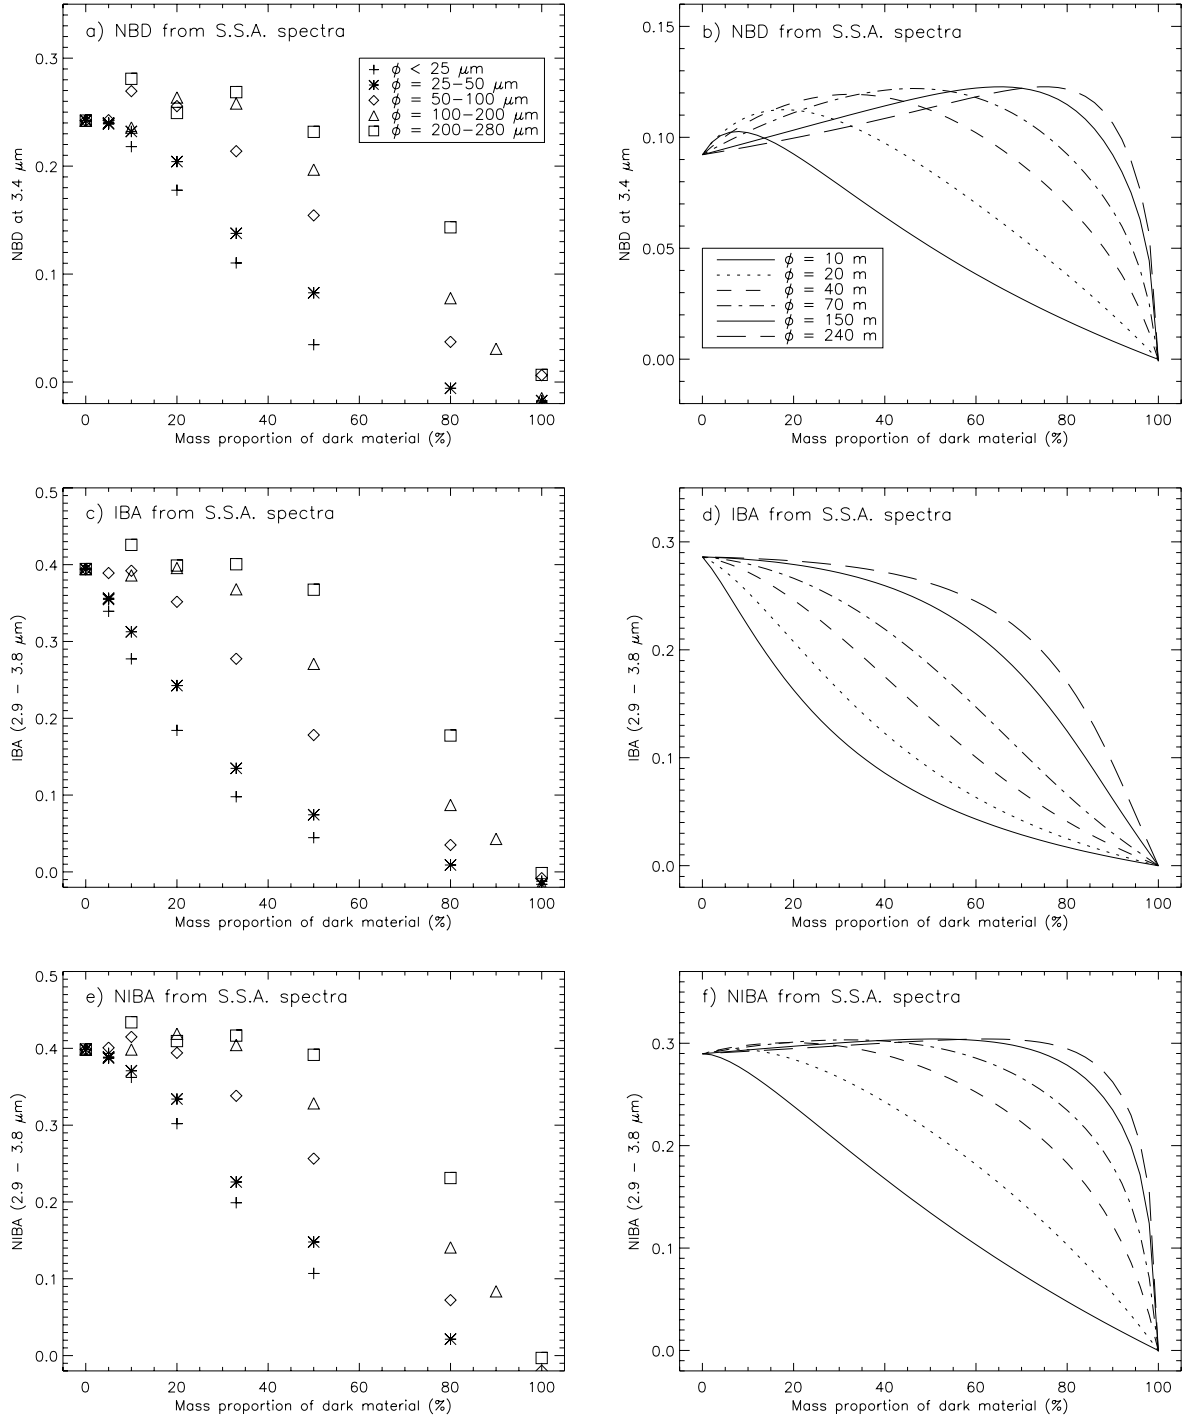 a) NBD from S.S.A. spectra
NBD at 3.4 μm
0.3
0.2
0.1
0.0
ϕ < 25 μm
ϕ = 25−50 μm
ϕ = 50−100 μm
ϕ = 100−200 μm
ϕ = 200−280 μm
0 20 40 60 80 100
Mass proportion of dark material (%)
b) NBD from S.S.A. spectra
NBD at 3.4 μm
0.15
0.10
0.05
0.00
ϕ = 10 m
ϕ = 20 m
ϕ = 40 m
ϕ = 70 m
ϕ = 150 m
ϕ = 240 m
0 20 40 60 80 100
Mass proportion of dark material (%)
c) IBA from S.S.A. spectra
IBA (2.9 − 3.8 μm)
0.5
0.4
0.3
0.2
0.1
0.0
0 20 40 60 80 100
Mass proportion of dark material (%)
d) IBA from S.S.A. spectra
IBA (2.9 − 3.8 μm)
0.3
0.2
0.1
0.0
0 20 40 60 80 100
Mass proportion of dark material (%)
e) NIBA from S.S.A. spectra
NIBA (2.9 − 3.8 μm)
0.5
0.4
0.3
0.2
0.1
0.0
0 20 40 60 80 100
Mass proportion of dark material (%)
f) NIBA from S.S.A. spectra
NIBA (2.9 − 3.8 μm)
0.3
0.2
0.1
0.0
0 20 40 60 80 100
Mass proportion of dark material (%)